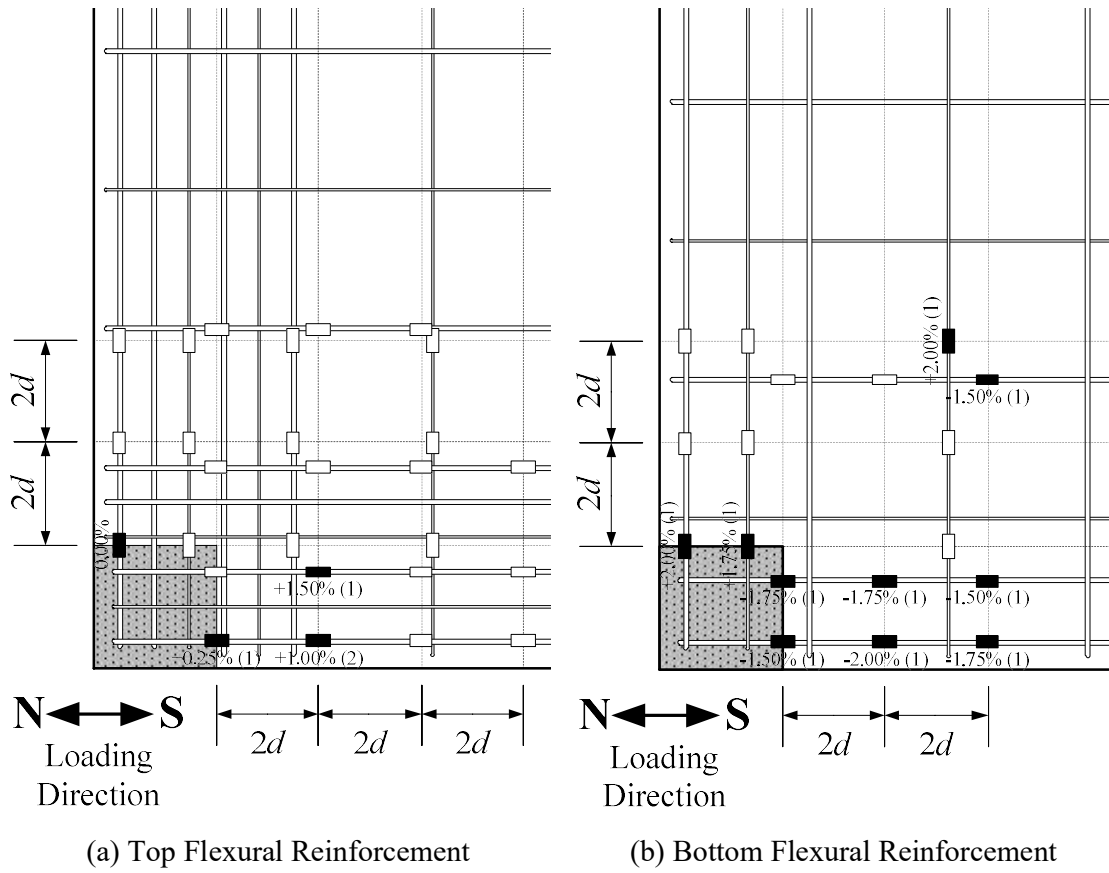 2d
2d
0.00%
+1.50% (1)
0.25% (1)
+1.00% (2)
N
S
2d
2d
2d
Loading
Direction
(a) Top Flexural Reinforcement
2d
2d
+2.00% (1)
-1.50% (1)
+2.00% (1)
+1.75% (1)
-1.75% (1)
-1.75% (1)
-1.50% (1)
-1.50% (1)
-2.00% (1)
-1.75% (1)
N
S
2d
2d
Loading
Direction
(b) Bottom Flexural Reinforcement